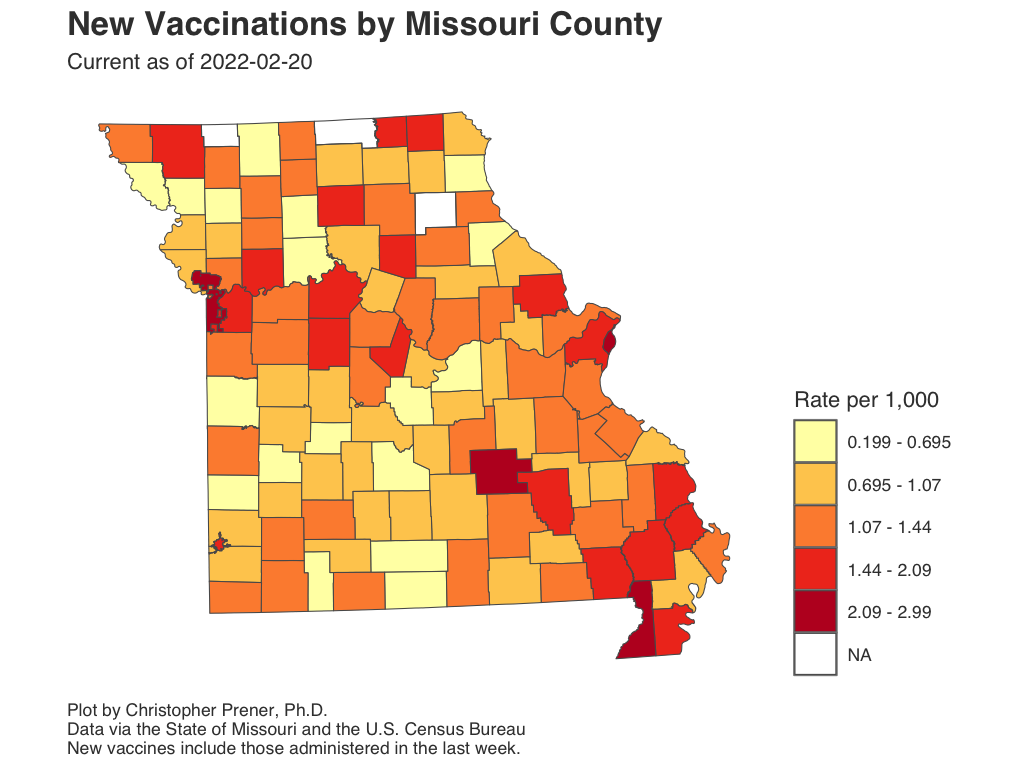 New Vaccinations by Missouri County
Current as of 2022-02-20
Rate per 1,000
0.199 - 0.695
0.695 - 1.07
1.07 - 1.44
1.44 - 2.09
2.09 - 2.99
NA
Plot by Christopher Prener, Ph.D.
Data via the State of Missouri and the U.S. Census Bureau
New vaccines include those administered in the last week.